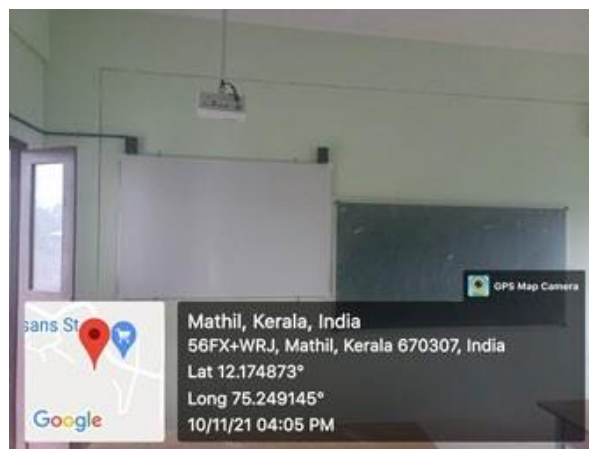 GPS Map Camera
sans St
Google
Mathil, Kerala, India
56FX+WRJ, Mathil, Kerala 670307, India
Lat 12.174873°
Long 75.249145°
10/11/21 04:05 PM